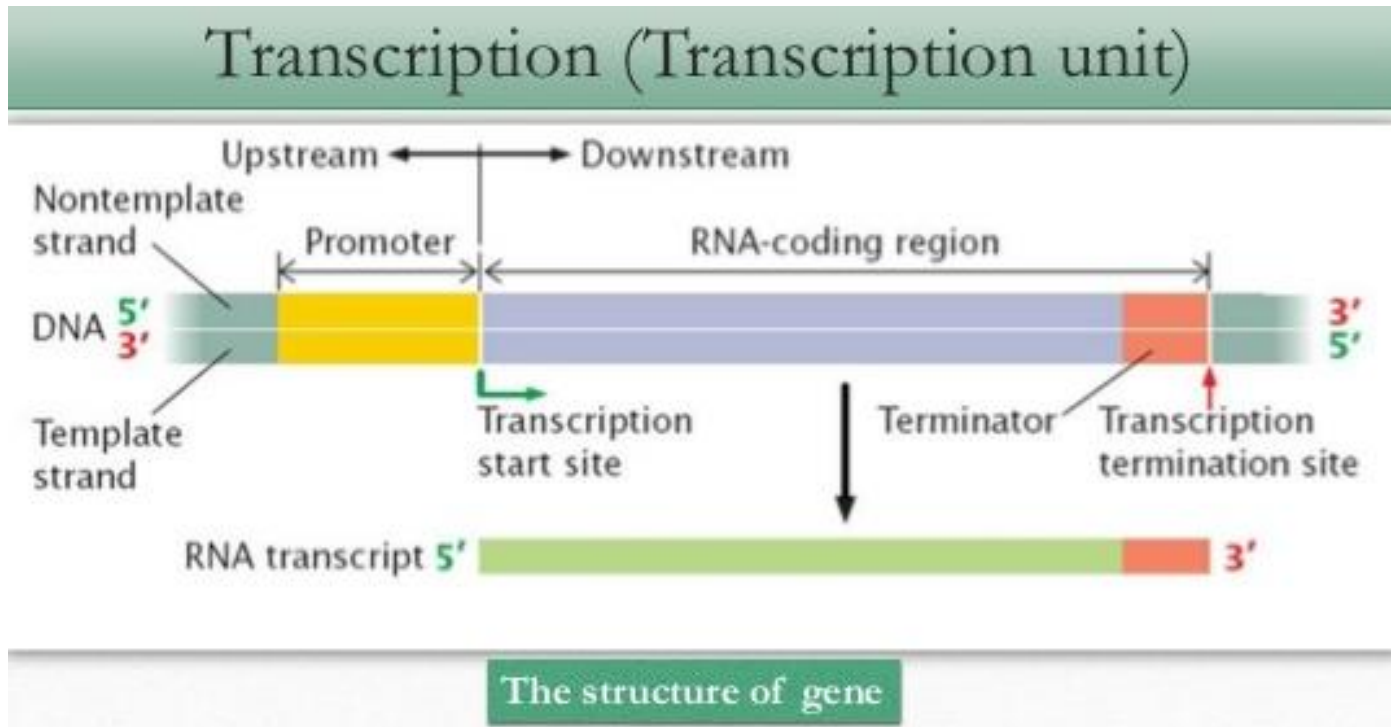 Transcription (Transcription unit)
Upstream
Downstream
Nontemplate
strand
Promoter
RNA-coding region
DNA
5′
3′
3′
5′
Template
strand
Transcription
start site
Terminator
Transcription
termination site
RNA transcript 5′
3′
The structure of gene